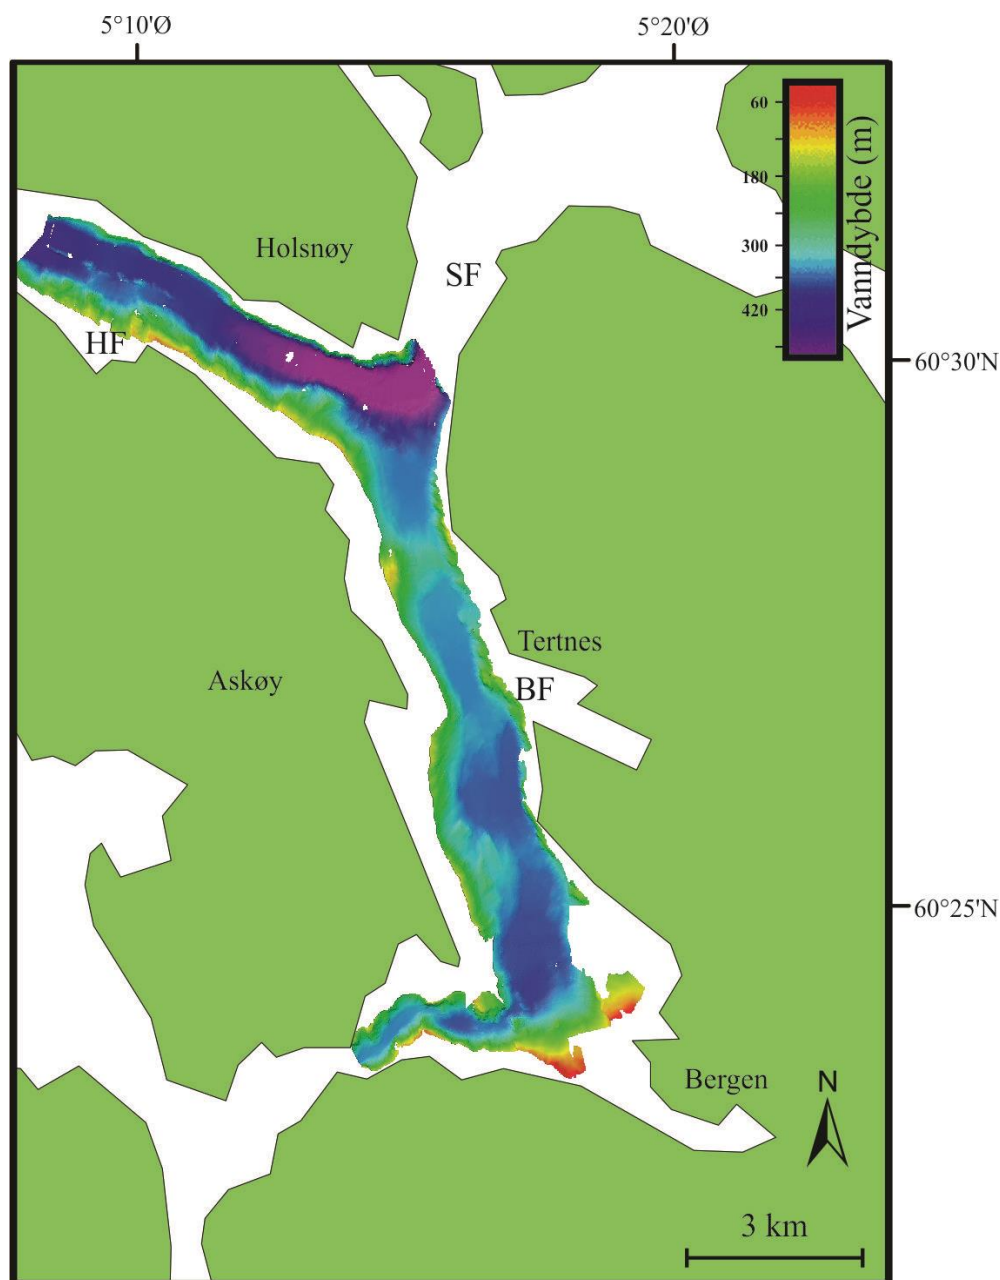 5°10'Ø
5°20'Ø
60
180
300
420
Vanndybde (m)
Holsnøy
SF
HF
60°30'N
Tertnes
Askøy
BF
60°25'N
Bergen
N
3 km